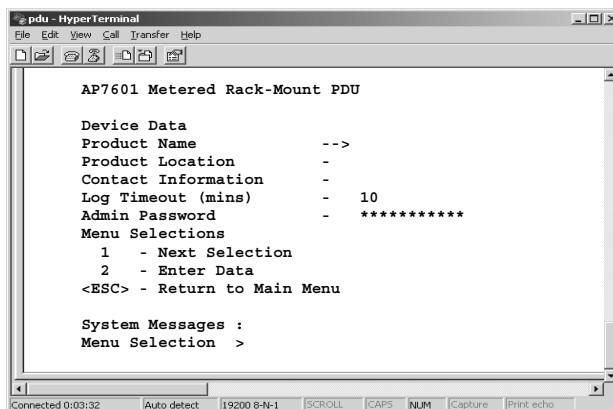 pdu - HyperTerminal
File Edit View Call Transfer Help
AP7601 Metered Rack-Mount PDU
Device Data
Product Name -->
Product Location -
Contact Information -
Log Timeout (mins) - 10
Admin Password - ***********
Menu Selections
1 - Next Selection
2 - Enter Data
<ESC> - Return to Main Menu
System Messages :
Menu Selection >
Connected 0:03:32 Auto detect 19200 8-N-1 SCROLL CAPS NUM Capture Print echo